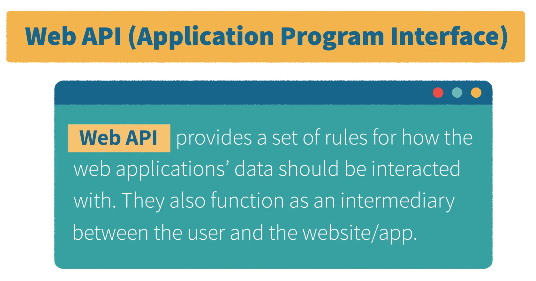 Web API (Application Program Interface)
Web API provides a set of rules for how the
web applications’ data should be interacted
with. They also function as an intermediary
between the user and the website/app.